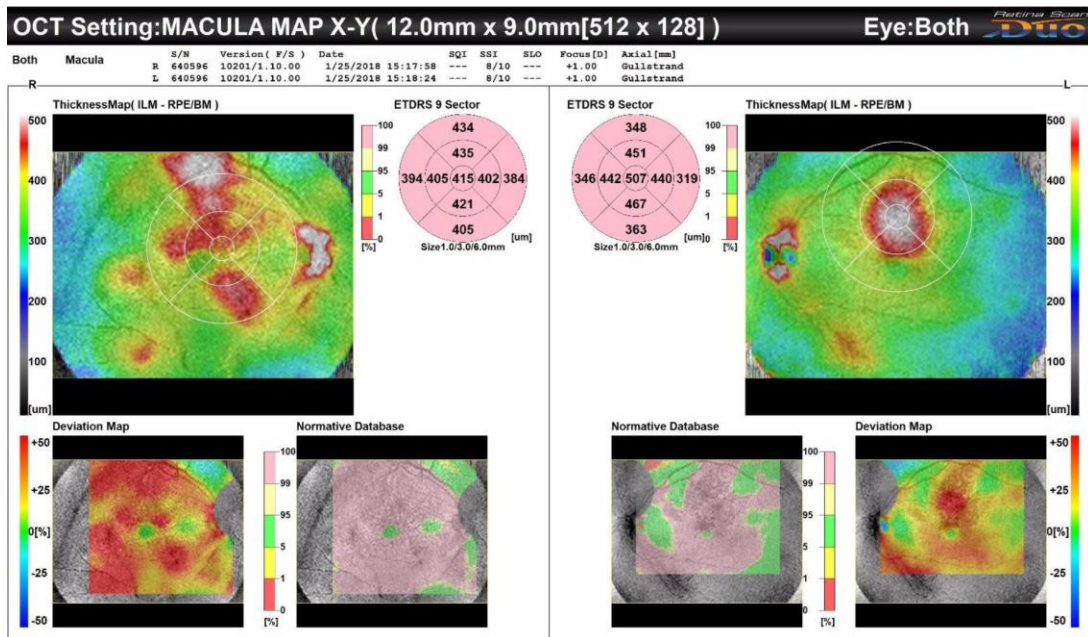 OCT Setting:MACULA MAP X-Y( 12.0mm x 9.0mm[512 x 128] ) Eye:Both Retina Scan Duo
Both Macula S/N Version( F/S ) Date SQI SSI SLO Focus[D] Axial[mm]
R 640596 10201/1.10.00 1/25/2018 15:17:58 --- 8/10 --- +1.00 Gullstrand
L 640596 10201/1.10.00 1/25/2018 15:18:24 --- 8/10 --- +1.00 Gullstrand
R
ThicknessMap( ILM - RPE/BM )
500
400
300
200
100
[um]
ETDRS 9 Sector
100
99
95
5
1
0
[%]
434
435
394 405 415 402 384
421
405
[um]
Size1.0/3.0/6.0mm
Deviation Map
+50
+25
0[%]
-25
-50
Normative Database
100
99
95
5
1
0
[%]
L
ETDRS 9 Sector
348
451
346 442 507 440 319
467
363
[um]
Size1.0/3.0/6.0mm
100
99
95
5
1
0
[%]
ThicknessMap( ILM - RPE/BM )
500
400
300
200
100
[um]
Normative Database
100
99
95
5
1
0
[%]
Deviation Map
+50
+25
0[%]
-25
-50